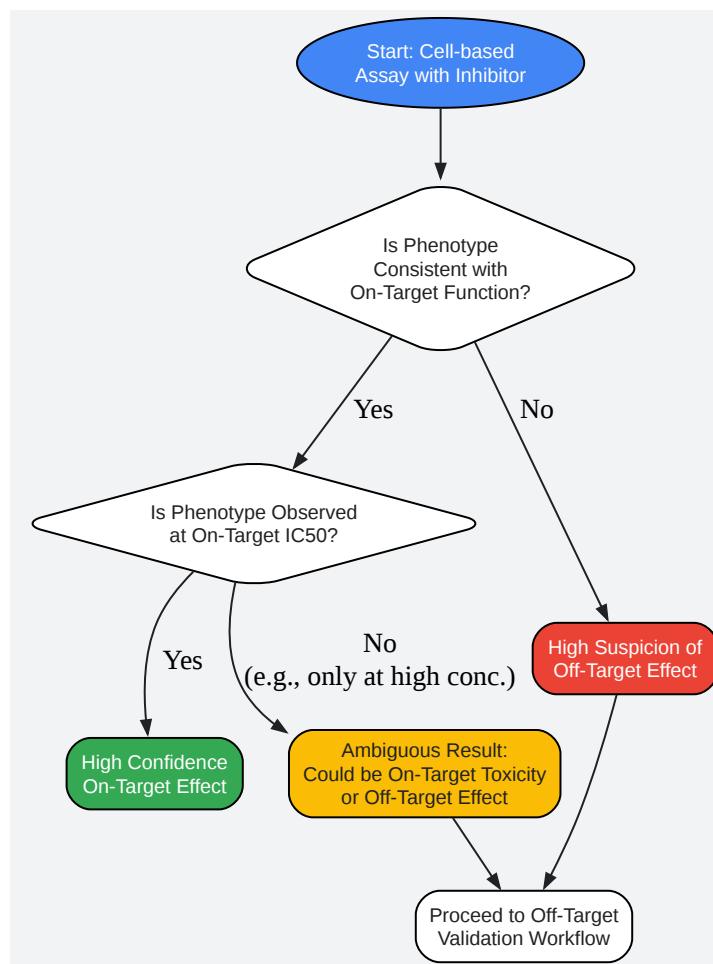 Start: Cell-based
Assay with Inhibitor
Is Phenotype
Consistent with
On-Target Function?
Yes
No
Is Phenotype Observed
at On-Target IC50?
Yes
No
(e.g., only at high conc.)
High Suspicion of
Off-Target Effect
High Confidence
On-Target Effect
Ambiguous Result:
Could be On-Target Toxicity
or Off-Target Effect
Proceed to Off-Target
Validation Workflow